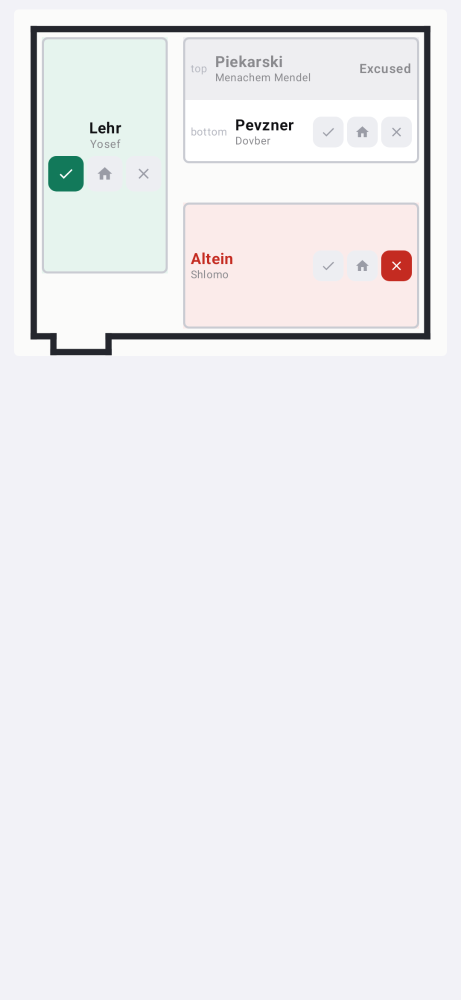 Lehr
Yosef
top
Piekarski
Menachem Mendel
Excused
bottom
Pevzner
Dovber
Altein
Shlomo